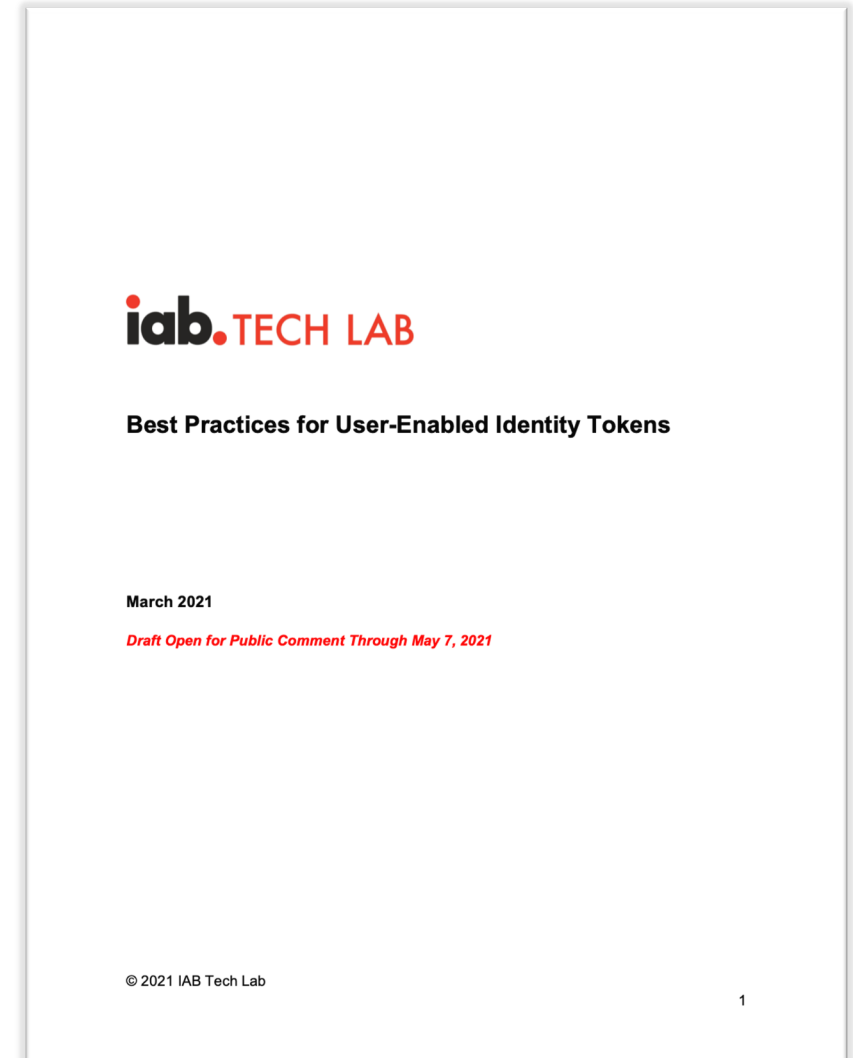 iab.TECH LAB
Best Practices for User-Enabled Identity Tokens
March 2021
Draft Open for Public Comment Through May 7, 2021
© 2021 IAB Tech Lab
1